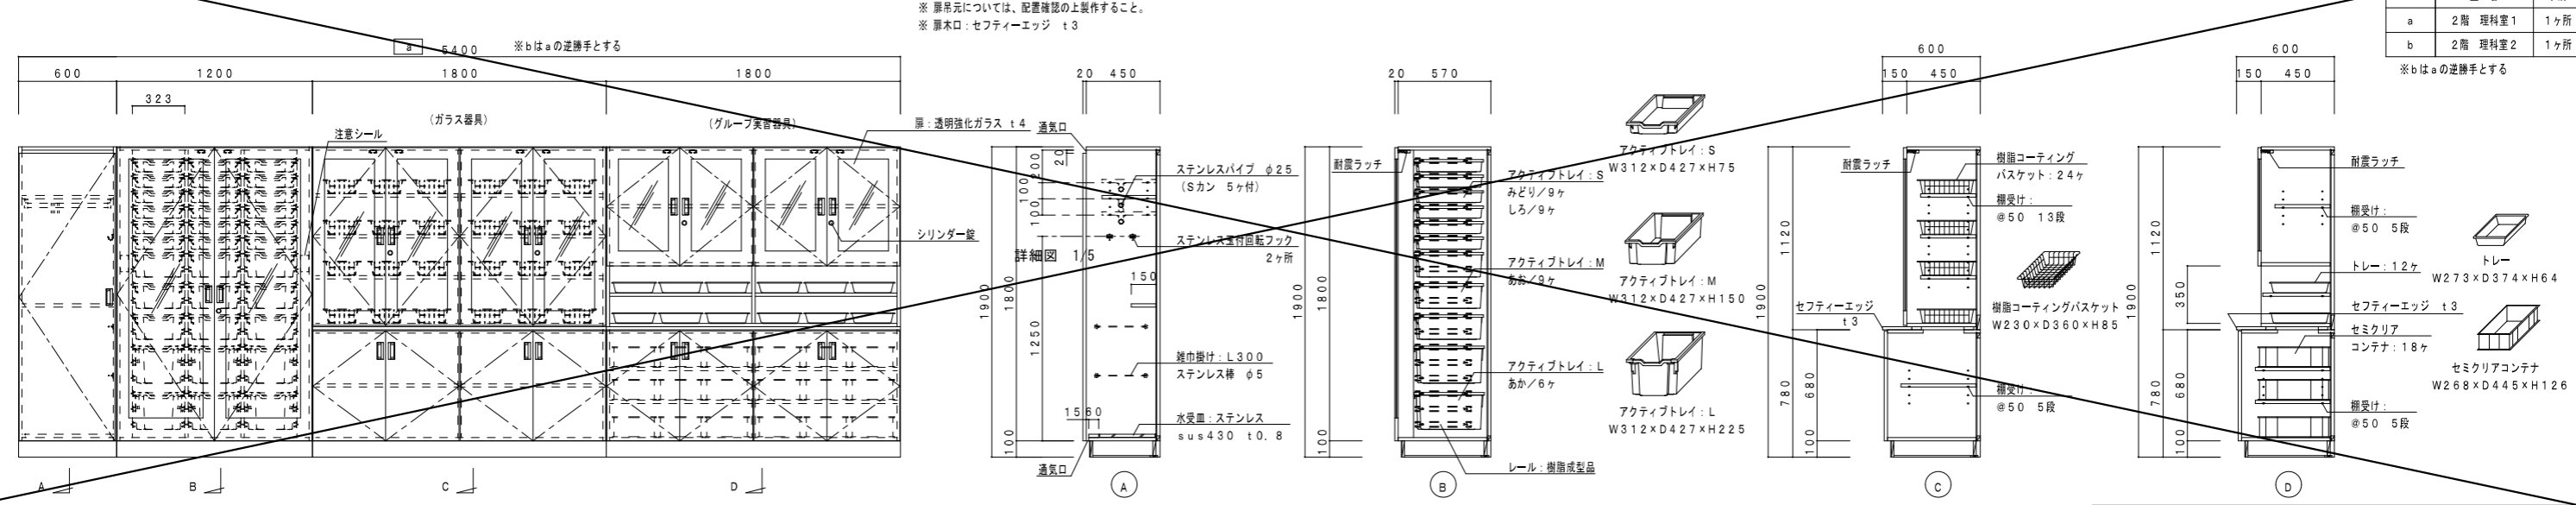 ※ 扉吊元については、配置確認の上製作すること。
※ 扉木口：セフティーエッジ t3
a 2階 理科室1 1ヶ所
b 2階 理科室2 1ヶ所
※bはaの逆勝手とする
a 5400 ※bはaの逆勝手とする
600 1200 1800 1800
323
注意シール
(ガラス器具)
(グループ実習器具)
扉：透明強化ガラス t4
シリンダー錠
A B C D
20 450
通気口
20
200
100
100
ステンレスパイプ φ25
(Sカン 5ヶ付)
ステンレス玉付回転フック
2ヶ所
詳細図 1/5
150
1900
1800
1250
雑巾掛け：L300
ステンレス棒 φ5
15 60
水受皿：ステンレス
sus430 t0.8
100
通気口
A
20 570
耐震ラッチ
1900
1800
100
アクティブトレイ：S
みどり／9ヶ
しろ／9ヶ
アクティブトレイ：M
あお／9ヶ
アクティブトレイ：L
あか／6ヶ
レール：樹脂成型品
B
アクティブトレイ：S
W312×D427×H75
アクティブトレイ：M
W312×D427×H150
アクティブトレイ：L
W312×D427×H225
600
150 450
耐震ラッチ
樹脂コーティング
バスケット：24ヶ
棚受け：
@50 13段
1900
1120
セフティーエッジ
t3
780
680
100
棚受け：
@50 5段
C
樹脂コーティングバスケット
W230×D360×H85
600
150 450
耐震ラッチ
棚受け：
@50 5段
1900
1120
350
トレー：12ヶ
セフティーエッジ t3
セミクリア
コンテナ：18ヶ
780
680
100
棚受け：
@50 5段
D
トレー
W273×D374×H64
セミクリアコンテナ
W268×D445×H126